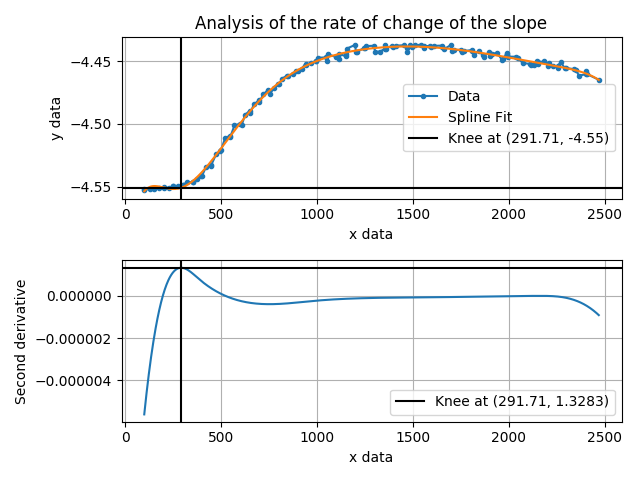 Analysis of the rate of change of the slope
−4.45
−4.50
−4.55
y data
Data
Spline Fit
Knee at (291.71, -4.55)
0 500 1000 1500 2000 2500
x data
0.000000
−0.000002
−0.000004
Second derivative
Knee at (291.71, 1.3283)
0 500 1000 1500 2000 2500
x data